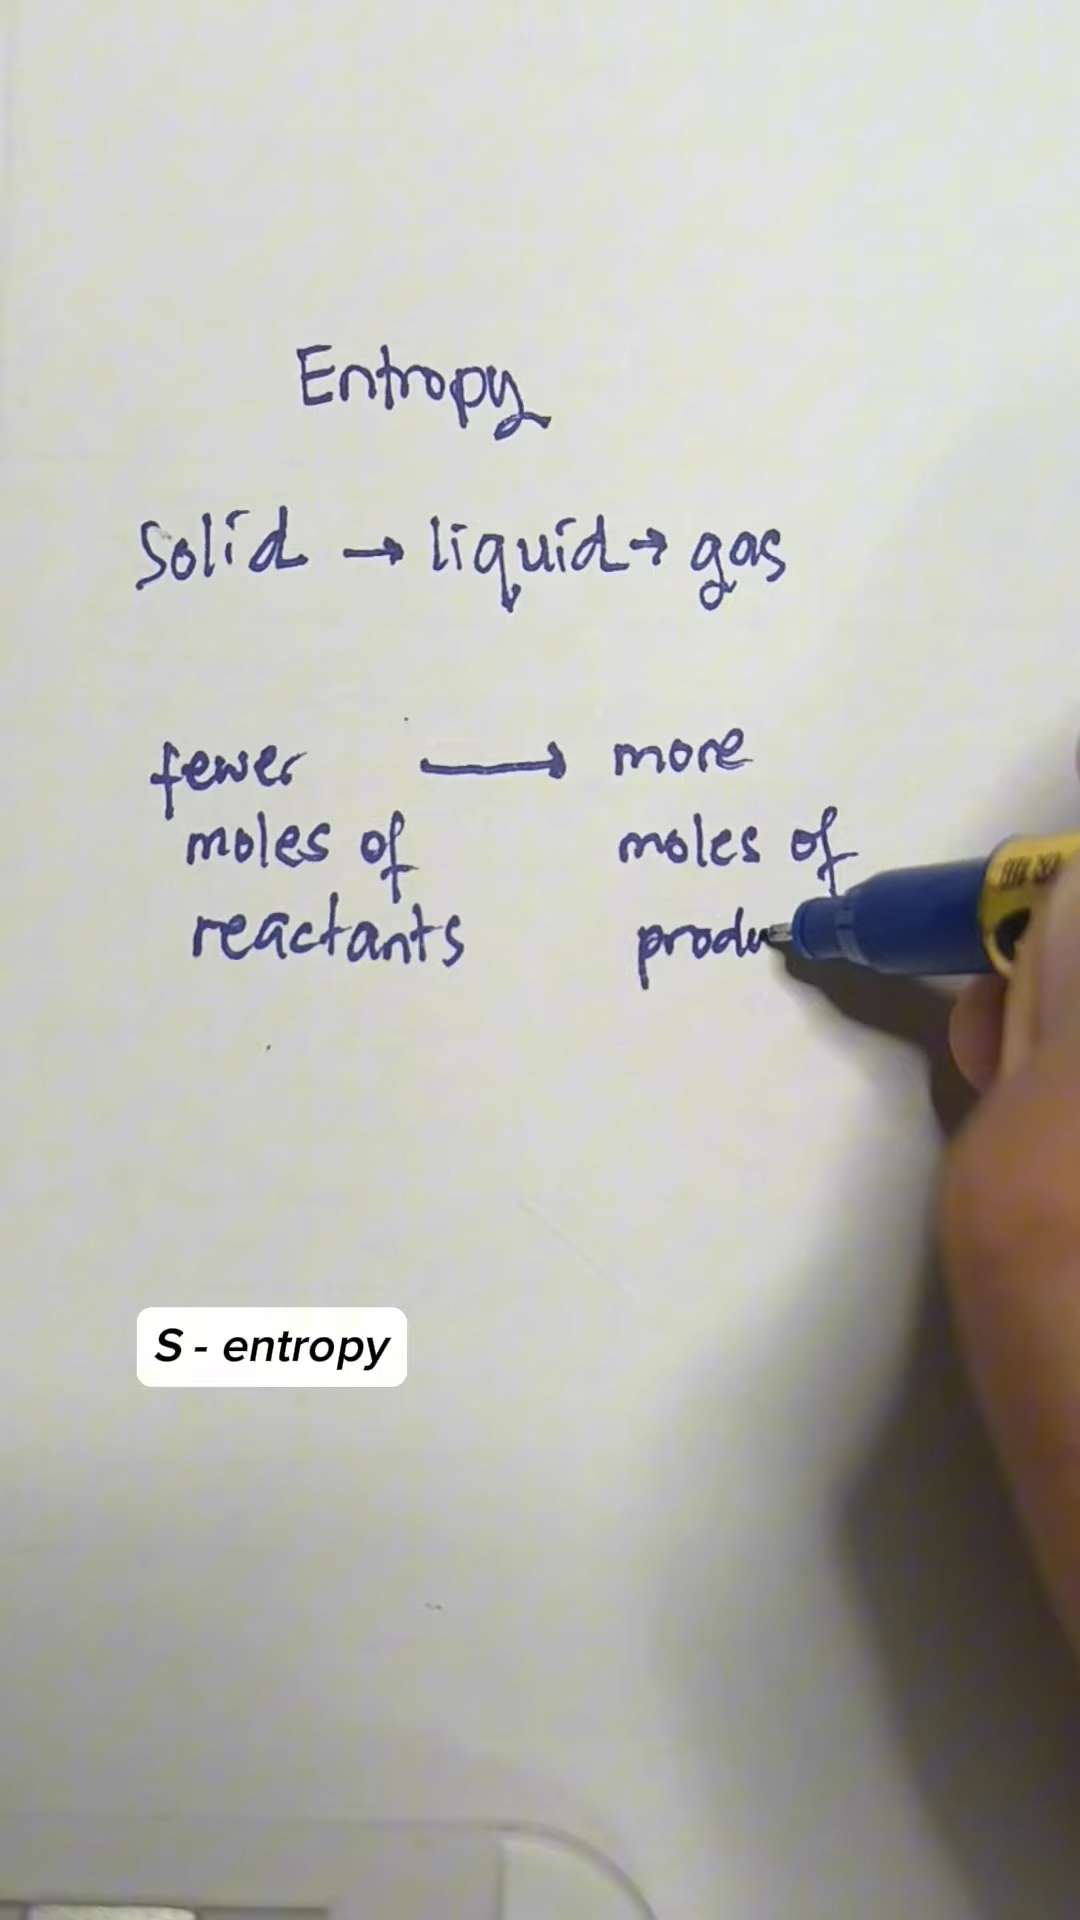 Entropy
Solid → liquid → gas
fewer → more
moles of moles of
reactants produ
S - entropy